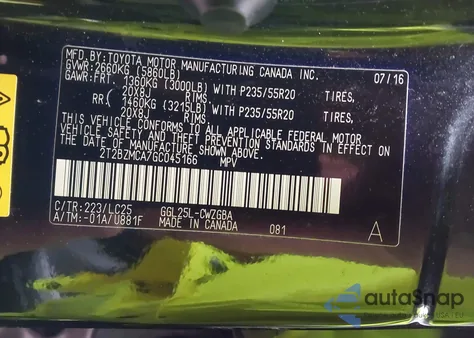 MFD.BY:TOYOTA MOTOR MANUFACTURING CANADA INC.
GVWR:2660KG (5860LB) 07/16
GAWR:FRT. 1360KG (3000LB) WITH P235/55R20 TIRES,
20X8J RIMS.
RR. 1460KG (3215LB) WITH P235/55R20 TIRES,
20X8J RIMS.
THIS VEHICLE CONFORMS TO ALL APPLICABLE FEDERAL MOTOR
VEHICLE SAFETY AND THEFT PREVENTION STANDARDS
IN EFFECT ON THE DATE OF MANUFACTURE SHOWN ABOVE.
2T2BZMCA7GC045166 MPV
C/TR:223/LC25 GGL25L-CWZGBA
A/TM:-01A/U881F MADE IN CANADA 081 A
autoSnap